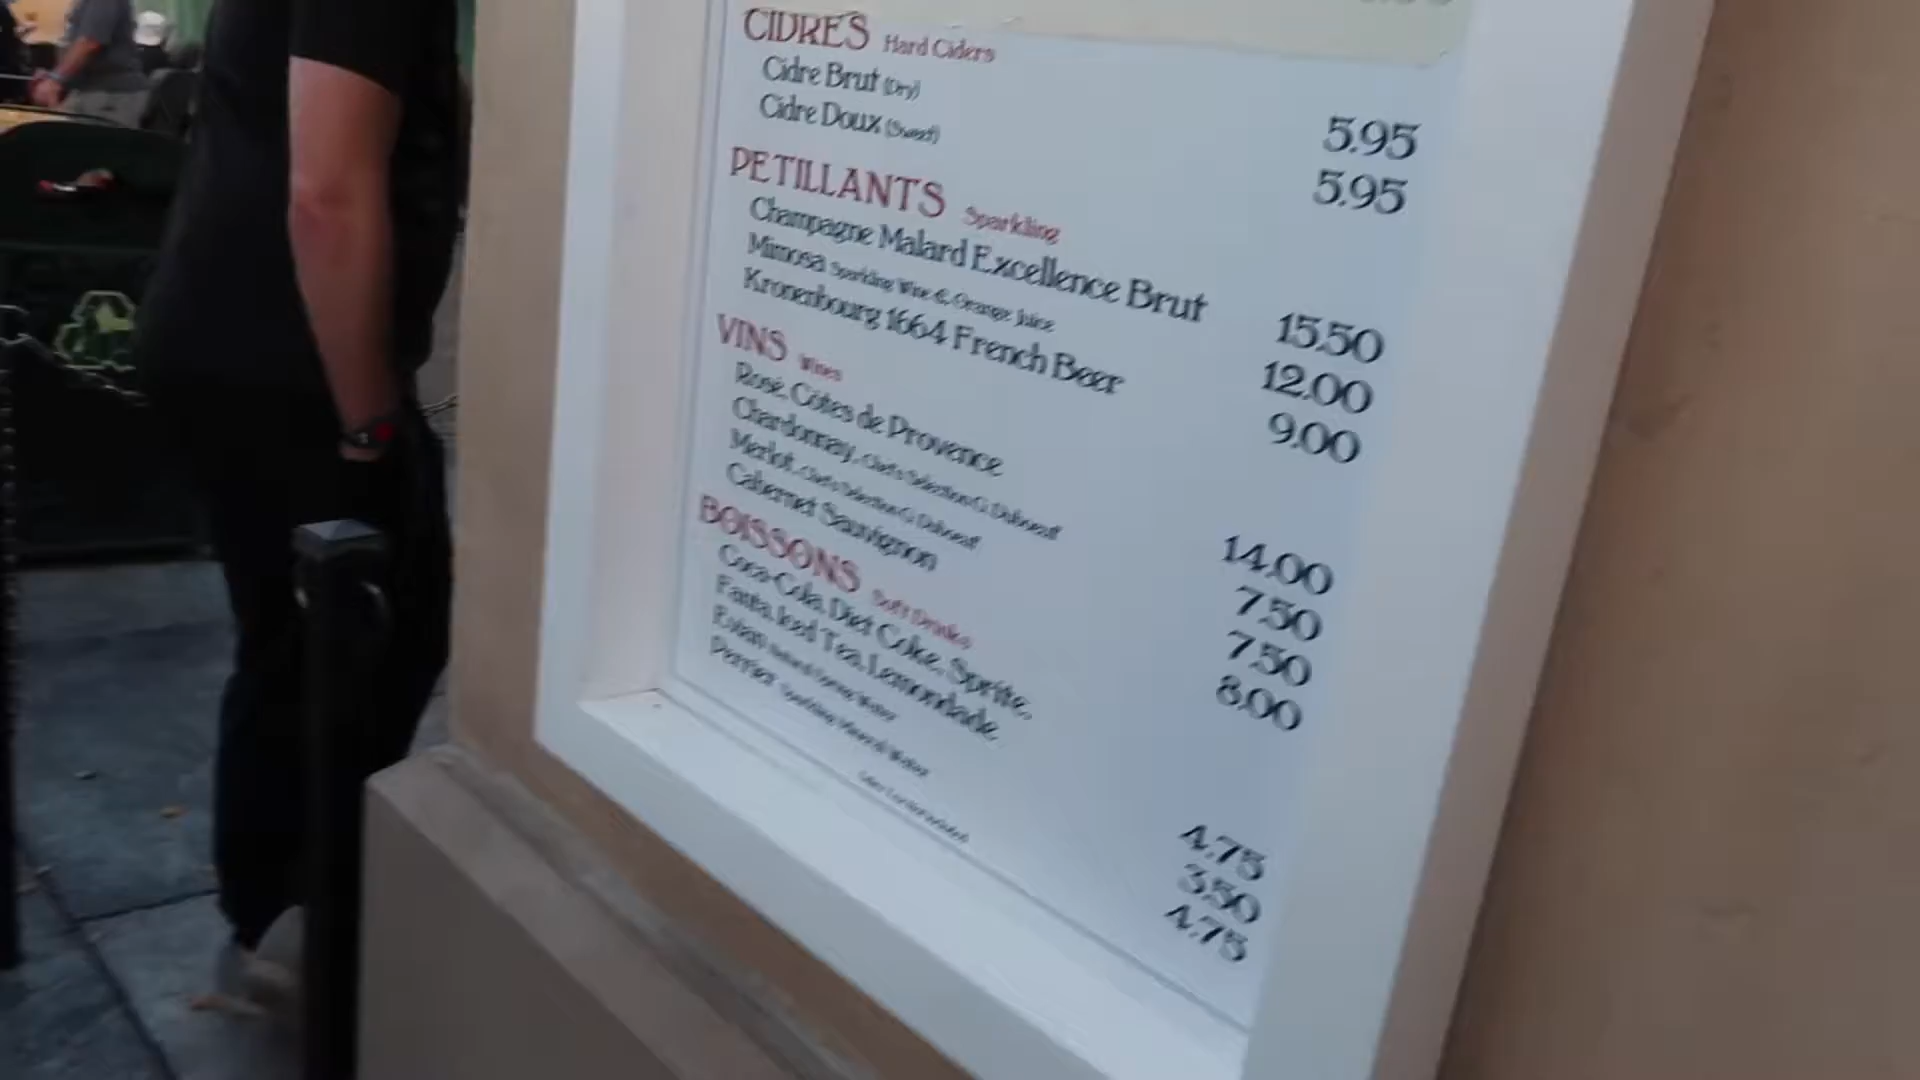 CIDRES Hard Ciders
Cidre Brut (Dry) 5.95
Cidre Doux (Sweet) 5.95
PETILLANTS Sparkling
Champagne Malard Excellence Brut 15.50
Mimosa Sparkling Wine & Orange Juice 12.00
Kronenbourg 1664 French Beer 9.00
VINS Wines
Rosé, Côtes de Provence 14.00
Chardonnay, Chef's Selection G. Duboeuf 7.50
Merlot, Chef's Selection G. Duboeuf 7.50
Cabernet Sauvignon 8.00
BOISSONS Soft Drinks
Coca-Cola, Diet Coke, Sprite,
Fanta, Iced Tea, Lemonade, 4.75
Evian Natural Spring Water 3.50
Perrier Sparkling Mineral Water 4.75